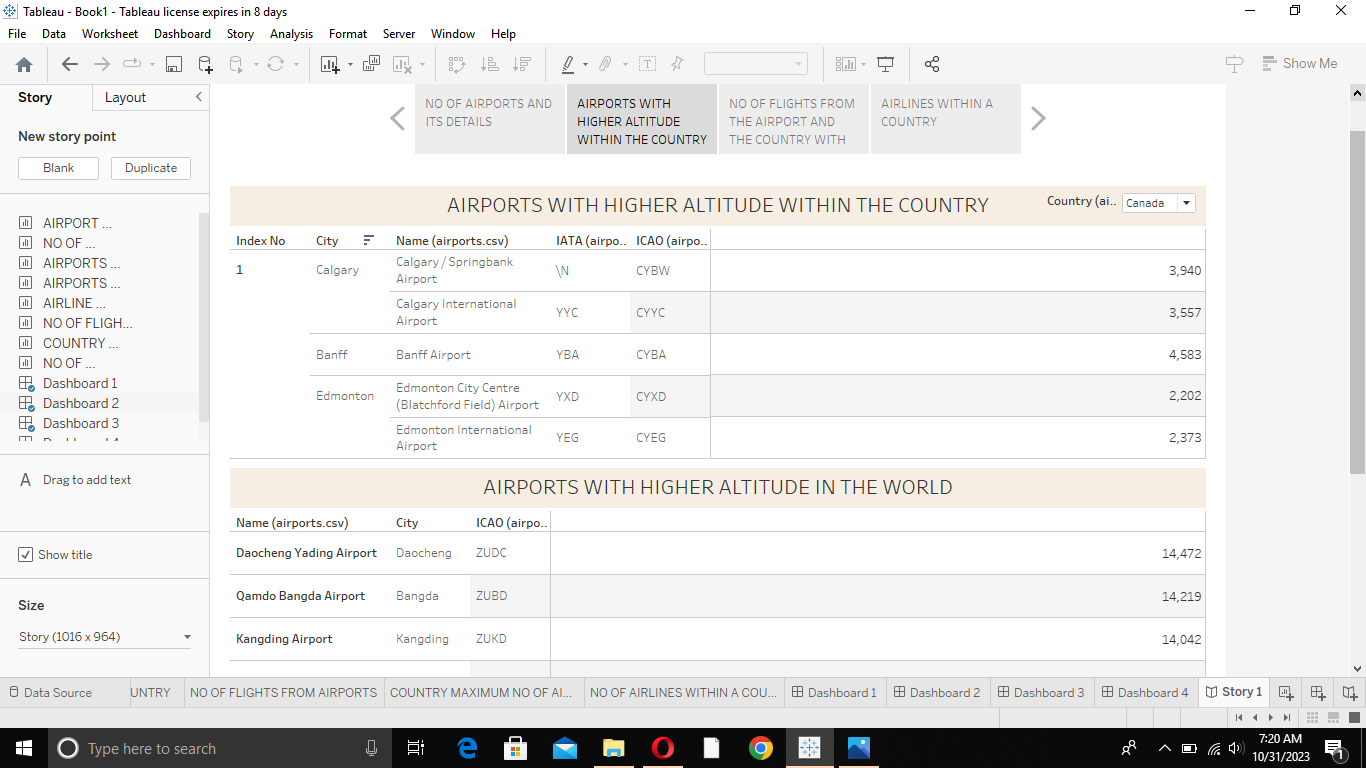 Tableau - Book1 - Tableau license expires in 8 days
File Data Worksheet Dashboard Story Analysis Format Server Window Help
Show Me
Story Layout
New story point
Blank Duplicate
AIRPORT ...
NO OF ...
AIRPORTS ...
AIRPORTS ...
AIRLINE ...
NO OF FLIGH...
COUNTRY ...
NO OF ...
Dashboard 1
Dashboard 2
Dashboard 3
A Drag to add text
Show title
Size
Story (1016 x 964)
NO OF AIRPORTS AND
ITS DETAILS
AIRPORTS WITH
HIGHER ALTITUDE
WITHIN THE COUNTRY
NO OF FLIGHTS FROM
THE AIRPORT AND
THE COUNTRY WITH
AIRLINES WITHIN A
COUNTRY
AIRPORTS WITH HIGHER ALTITUDE WITHIN THE COUNTRY
Country (ai.. Canada
Index No City Name (airports.csv) IATA (airpo.. ICAO (airpo..
1 Calgary Calgary / Springbank
Airport \N CYBW 3,940
Calgary International
Airport YYC CYYC 3,557
Banff Banff Airport YBA CYBA 4,583
Edmonton Edmonton City Centre
(Blatchford Field) Airport YXD CYXD 2,202
Edmonton International
Airport YEG CYEG 2,373
AIRPORTS WITH HIGHER ALTITUDE IN THE WORLD
Name (airports.csv) City ICAO (airpo..
Daocheng Yading Airport Daocheng ZUDC 14,472
Qamdo Bangda Airport Bangda ZUBD 14,219
Kangding Airport Kangding ZUKD 14,042
Data Source UNTRY NO OF FLIGHTS FROM AIRPORTS COUNTRY MAXIMUM NO OF AI... NO OF AIRLINES WITHIN A COU... Dashboard 1 Dashboard 2 Dashboard 3 Dashboard 4 Story 1
Type here to search
7:20 AM
10/31/2023
1